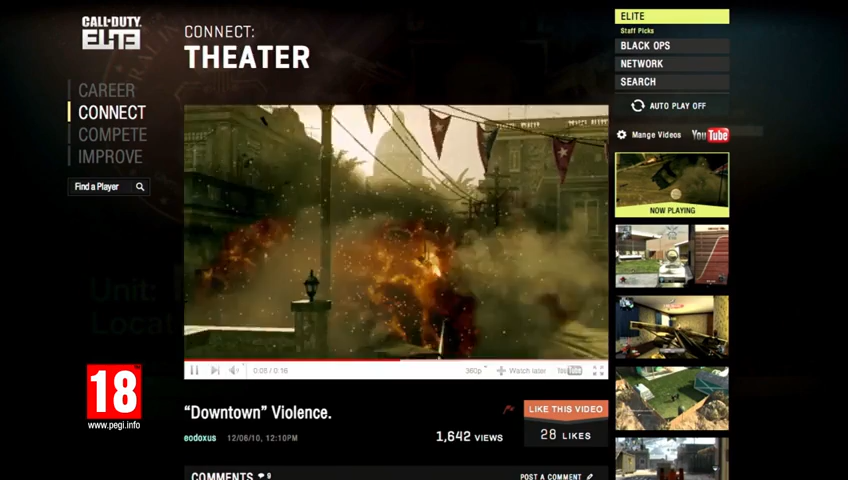 CALL OF DUTY
ELITE
CONNECT:
THEATER
CAREER
CONNECT
COMPETE
IMPROVE
Find a Player
ELITE
Staff Picks
BLACK OPS
NETWORK
SEARCH
AUTO PLAY OFF
Mange Videos YouTube
NOW PLAYING
Unit:
Locat
0:08 / 0:16
360p
Watch later
YouTube
18
www.pegi.info
“Downtown” Violence.
eodoxus 12/06/10, 12:10PM
1,642 VIEWS
LIKE THIS VIDEO
28 LIKES
COMMENTS 9
POST A COMMENT